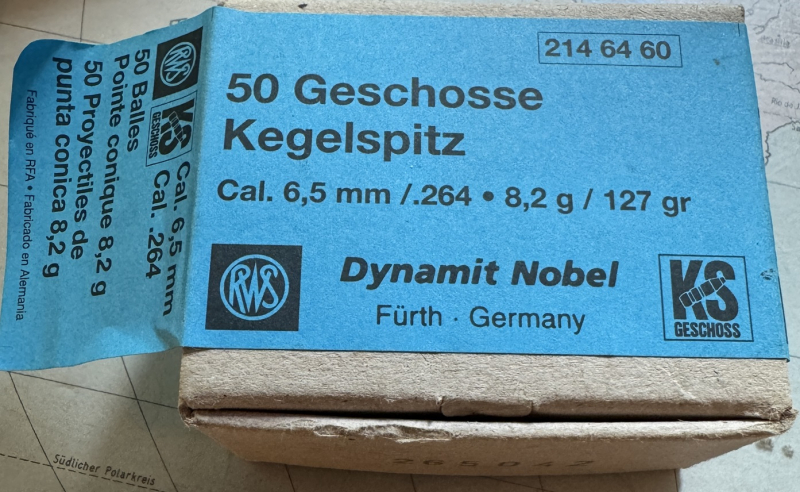 214 64 60
50 Geschosse
Kegelspitz
Cal. 6,5 mm /.264 • 8,2 g / 127 gr
RWS
Dynamit Nobel
Fürth · Germany
KS
GESCHOSS
RWS
KS
GESCHOSS
Cal. 6,5 mm
Cal. .264
50 Balles
Pointe conique 8,2 g
50 Proyectiles de
punta conica 8,2 g
Fabriqué en RFA • Fabricado en Alemania
Südlicher Polarkreis